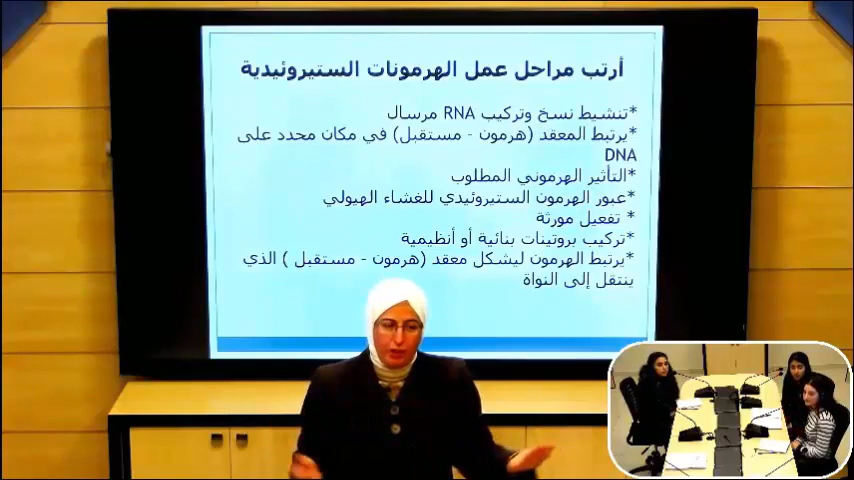 أرتب مراحل عمل الهرمونات الستيروئيدية
*تنشيط نسخ وتركيب RNA مرسال
*يرتبط المعقد (هرمون - مستقبل) في مكان محدد على
DNA
*التأثير الهرموني المطلوب
*عبور الهرمون الستيروئيدي للغشاء الهيولي
* تفعيل مورثة
*تركيب بروتينات بنائية أو أنظيمية
*يرتبط الهرمون ليشكل معقد (هرمون - مستقبل ) الذي
ينتقل إلى النواة